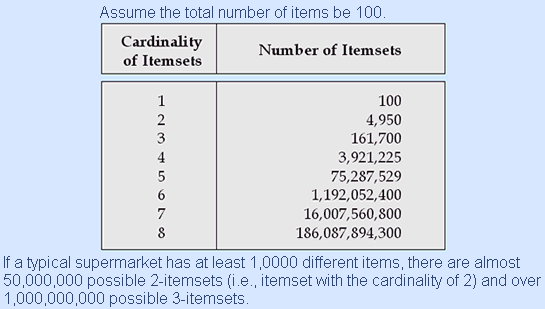 Assume the total number of items be 100.
Cardinality of Itemsets Number of Itemsets
1 100
2 4,950
3 161,700
4 3,921,225
5 75,287,529
6 1,192,052,400
7 16,007,560,800
8 186,087,894,300
If a typical supermarket has at least 1,0000 different items, there are almost
50,000,000 possible 2-itemsets (i.e., itemset with the cardinality of 2) and over
1,000,000,000 possible 3-itemsets.